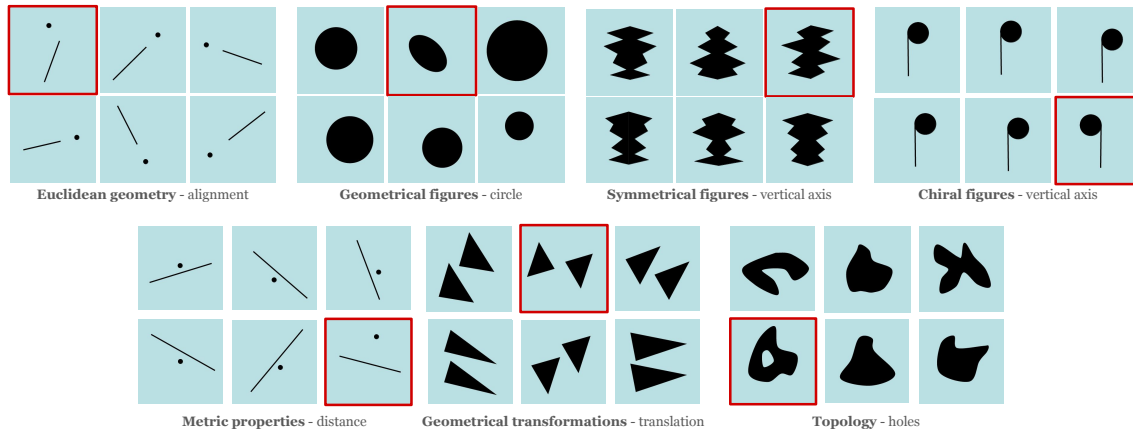 Euclidean geometry - alignment
Geometrical figures - circle
Symmetrical figures - vertical axis
Chiral figures - vertical axis
Metric properties - distance
Geometrical transformations - translation
Topology - holes